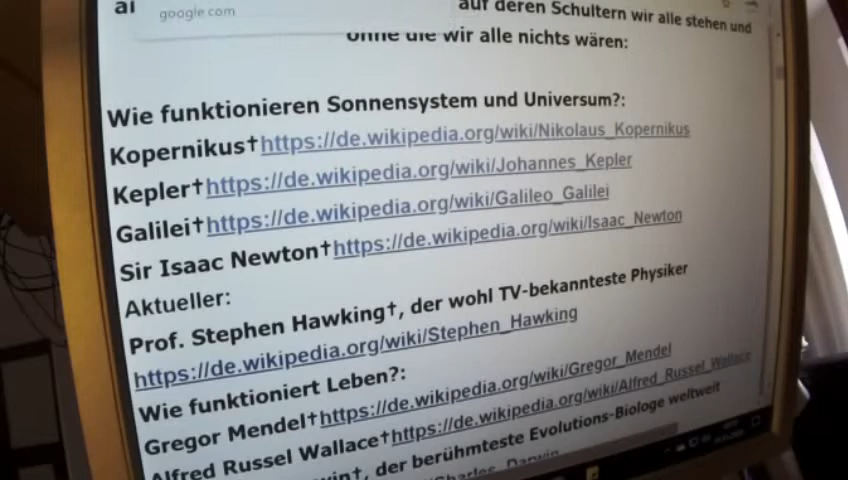 ai
google.com
auf deren Schultern wir alle stehen und
ohne die wir alle nichts wären:
Wie funktionieren Sonnensystem und Universum?:
Kopernikus†https://de.wikipedia.org/wiki/Nikolaus_Kopernikus
Kepler†https://de.wikipedia.org/wiki/Johannes_Kepler
Galilei†https://de.wikipedia.org/wiki/Galileo_Galilei
Sir Isaac Newton†https://de.wikipedia.org/wiki/Isaac_Newton
Aktueller:
Prof. Stephen Hawking†, der wohl TV-bekannteste Physiker
https://de.wikipedia.org/wiki/Stephen_Hawking
Wie funktioniert Leben?:
Gregor Mendel†https://de.wikipedia.org/wiki/Gregor_Mendel
Alfred Russel Wallace†https://de.wikipedia.org/wiki/Alfred_Russel_Wallace
der berühmteste Evolutions-Biologe weltweit
Charles_Darwin